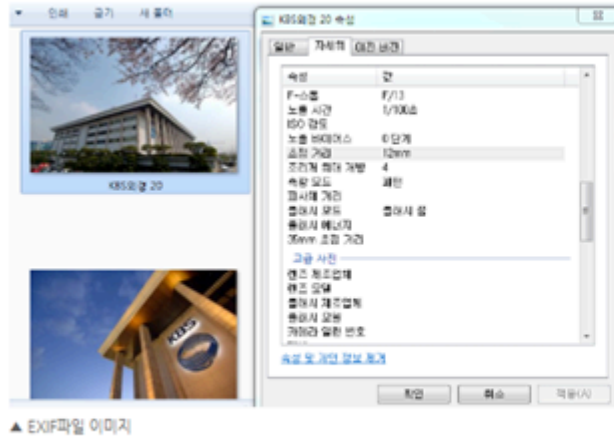 인쇄 굽기 새 폴더
KBS외경 20
KBS
KBS외경 20 속성
일반 자세히 이전 버전
속성 값
F-스톱 F/13
노출 시간 1/100초
ISO 감도
노출 바이어스 0 단계
초점 거리 12mm
조리개 최대 개방 4
측광 모드 패턴
피사체 거리
플래시 모드 플래시 끔
플래시 에너지
35mm 초점 거리
고급 사진
렌즈 제조업체
렌즈 모델
플래시 제조업체
플래시 모델
카메라 일련 번호
속성 및 개인 정보 제거
확인 취소 적용(A)
▲ EXIF파일 이미지